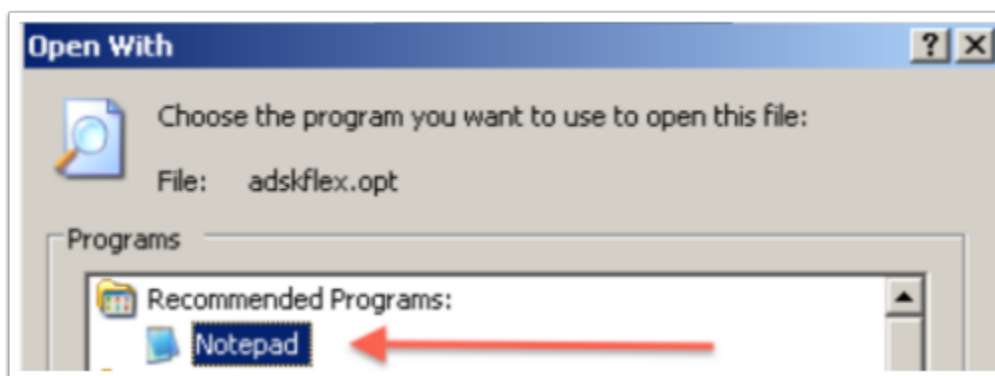 Open With
Choose the program you want to use to open this file:
File: adskflex.opt
Programs
Recommended Programs:
Notepad